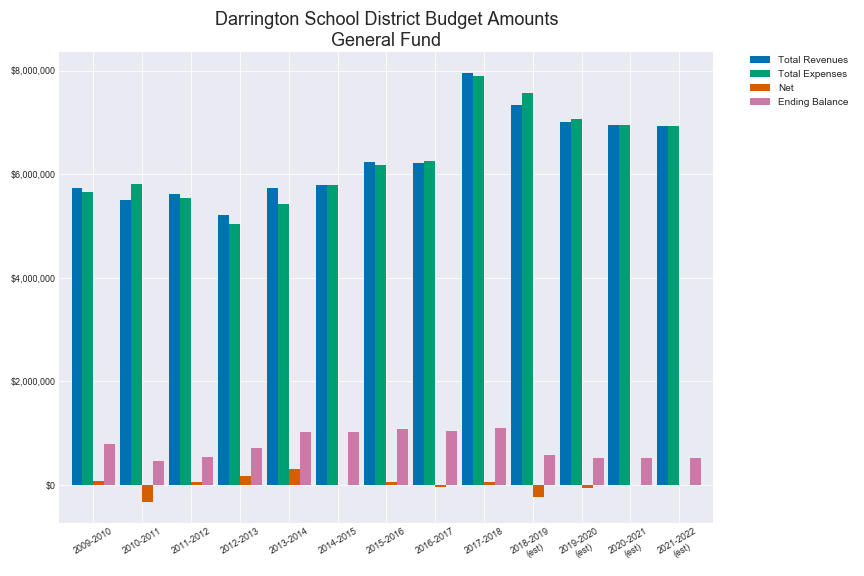 Darrington School District Budget Amounts
General Fund
Total Revenues
Total Expenses
Net
Ending Balance
$8,000,000
$6,000,000
$4,000,000
$2,000,000
$0
2009-2010
2010-2011
2011-2012
2012-2013
2013-2014
2014-2015
2015-2016
2016-2017
2017-2018
2018-2019
(est)
2019-2020
(est)
2020-2021
(est)
2021-2022
(est)